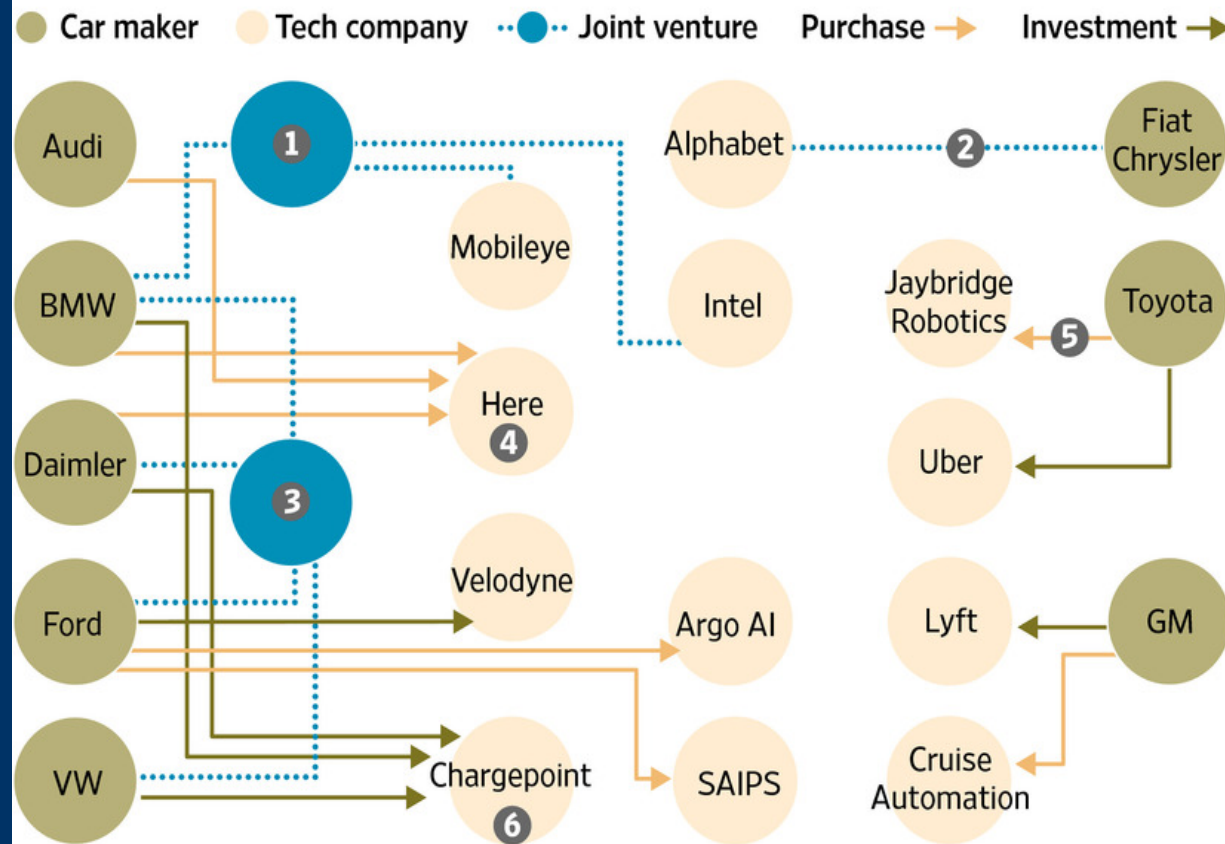 Car maker Tech company Joint venture Purchase Investment
Audi
1
Alphabet
2
Fiat
Chrysler
Mobileye
BMW
Intel
Jaybridge
Robotics
5
Toyota
Here
4
Daimler
3
Uber
Velodyne
Ford
Argo AI
Lyft
GM
VW
Chargepoint
6
SAIPS
Cruise
Automation